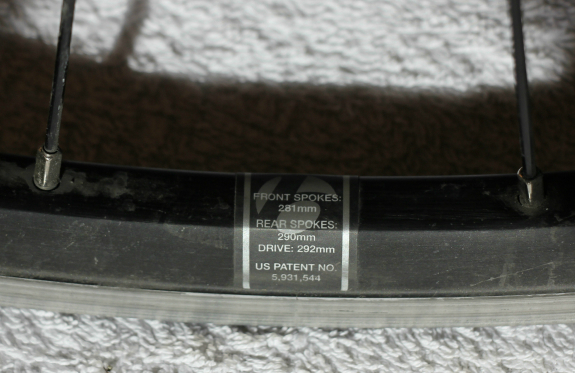 FRONT SPOKES:
281mm
REAR SPOKES:
290mm
DRIVE: 292mm
US PATENT NO.
5,931,544